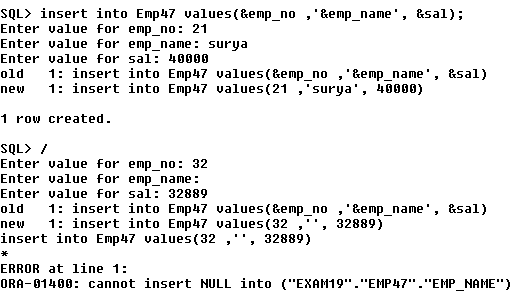 SQL> insert into Emp47 values(&emp_no ,'&emp_name', &sal);
Enter value for emp_no: 21
Enter value for emp_name: surya
Enter value for sal: 40000
old   1: insert into Emp47 values(&emp_no ,'&emp_name', &sal)
new   1: insert into Emp47 values(21 ,'surya', 40000)
1 row created.
SQL> /
Enter value for emp_no: 32
Enter value for emp_name:
Enter value for sal: 32889
old   1: insert into Emp47 values(&emp_no ,'&emp_name', &sal)
new   1: insert into Emp47 values(32 ,'', 32889)
insert into Emp47 values(32 ,'', 32889)
*
ERROR at line 1:
ORA-01400: cannot insert NULL into ("EXAM19"."EMP47"."EMP_NAME")